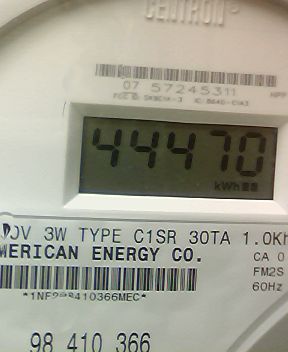 CENTRON®
07 57245311
44470
kWh
0V 3W TYPE C1SR 30TA 1.0Kh
MERICAN ENERGY CO.
CA 0
FM2S
60Hz
98 410 366